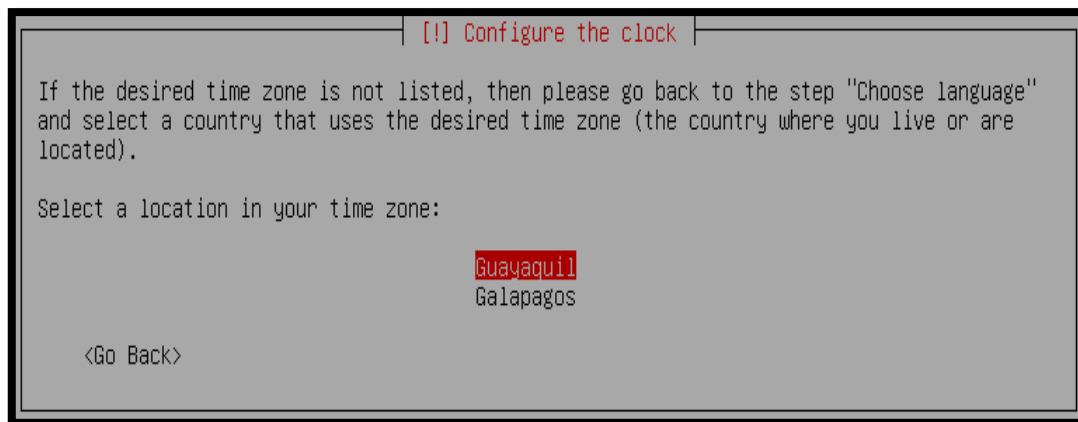 [!] Configure the clock
If the desired time zone is not listed, then please go back to the step "Choose language"
and select a country that uses the desired time zone (the country where you live or are
located).
Select a location in your time zone:
Guayaquil
Galapagos
<Go Back>